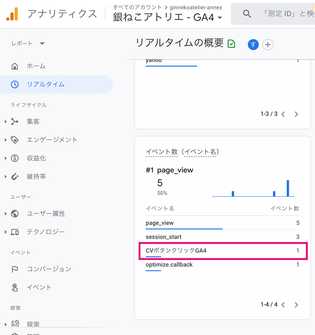 アナリティクス
すべてのアカウント > ginnekoatelier-annex
銀ねこアトリエ - GA4
「測定 ID」と検
レポート
ホーム
リアルタイム
ライフサイクル
集客
エンゲージメント
収益化
維持率
ユーザー
ユーザー属性
テクノロジー
イベント
コンバージョン
イベント
探索
リアルタイムの概要
す
yahoo 1
1-3 / 3
イベント数 (イベント名)
#1 page_view
5
50%
イベント名 イベント数
page_view 5
session_start 3
CVボタンクリックGA4 1
optimize.callback 1
1-4 / 4